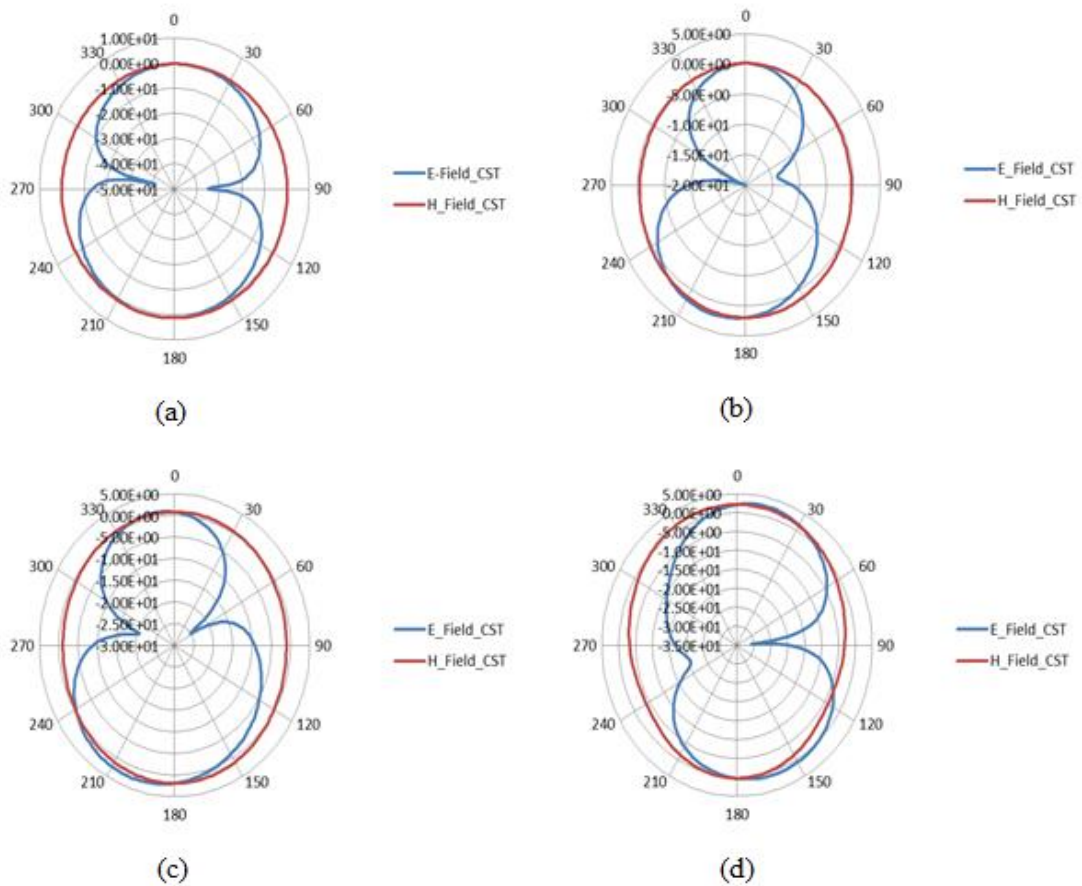 0
1.00E+01
330
30
0.00E+00
-1.00E+01
300
60
-2.00E+01
-3.00E+01
-4.00E+01
270
-5.00E+01
90
240
120
210
150
180
E-Field_CST
H_Field_CST
(a)
0
5.00E+00
330
30
0.00E+00
-5.00E+00
300
60
-1.00E+01
-1.50E+01
270
-2.00E+01
90
240
120
210
150
180
E_Field_CST
H_Field_CST
(b)
0
5.00E+00
330
30
0.00E+00
-5.00E+00
-1.00E+01
300
60
-1.50E+01
-2.00E+01
-2.50E+01
270
-3.00E+01
90
240
120
210
150
180
E_Field_CST
H_Field_CST
(c)
0
5.00E+00
330
30
0.00E+00
-5.00E+00
-1.00E+01
300
60
-1.50E+01
-2.00E+01
-2.50E+01
-3.00E+01
270
-3.50E+01
90
240
120
210
150
180
E_Field_CST
H_Field_CST
(d)